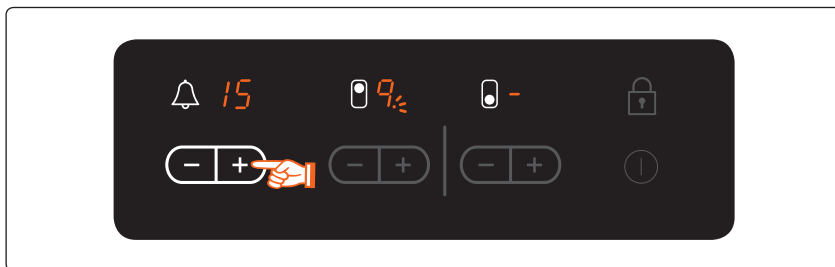 15 9. -
- + - + - +